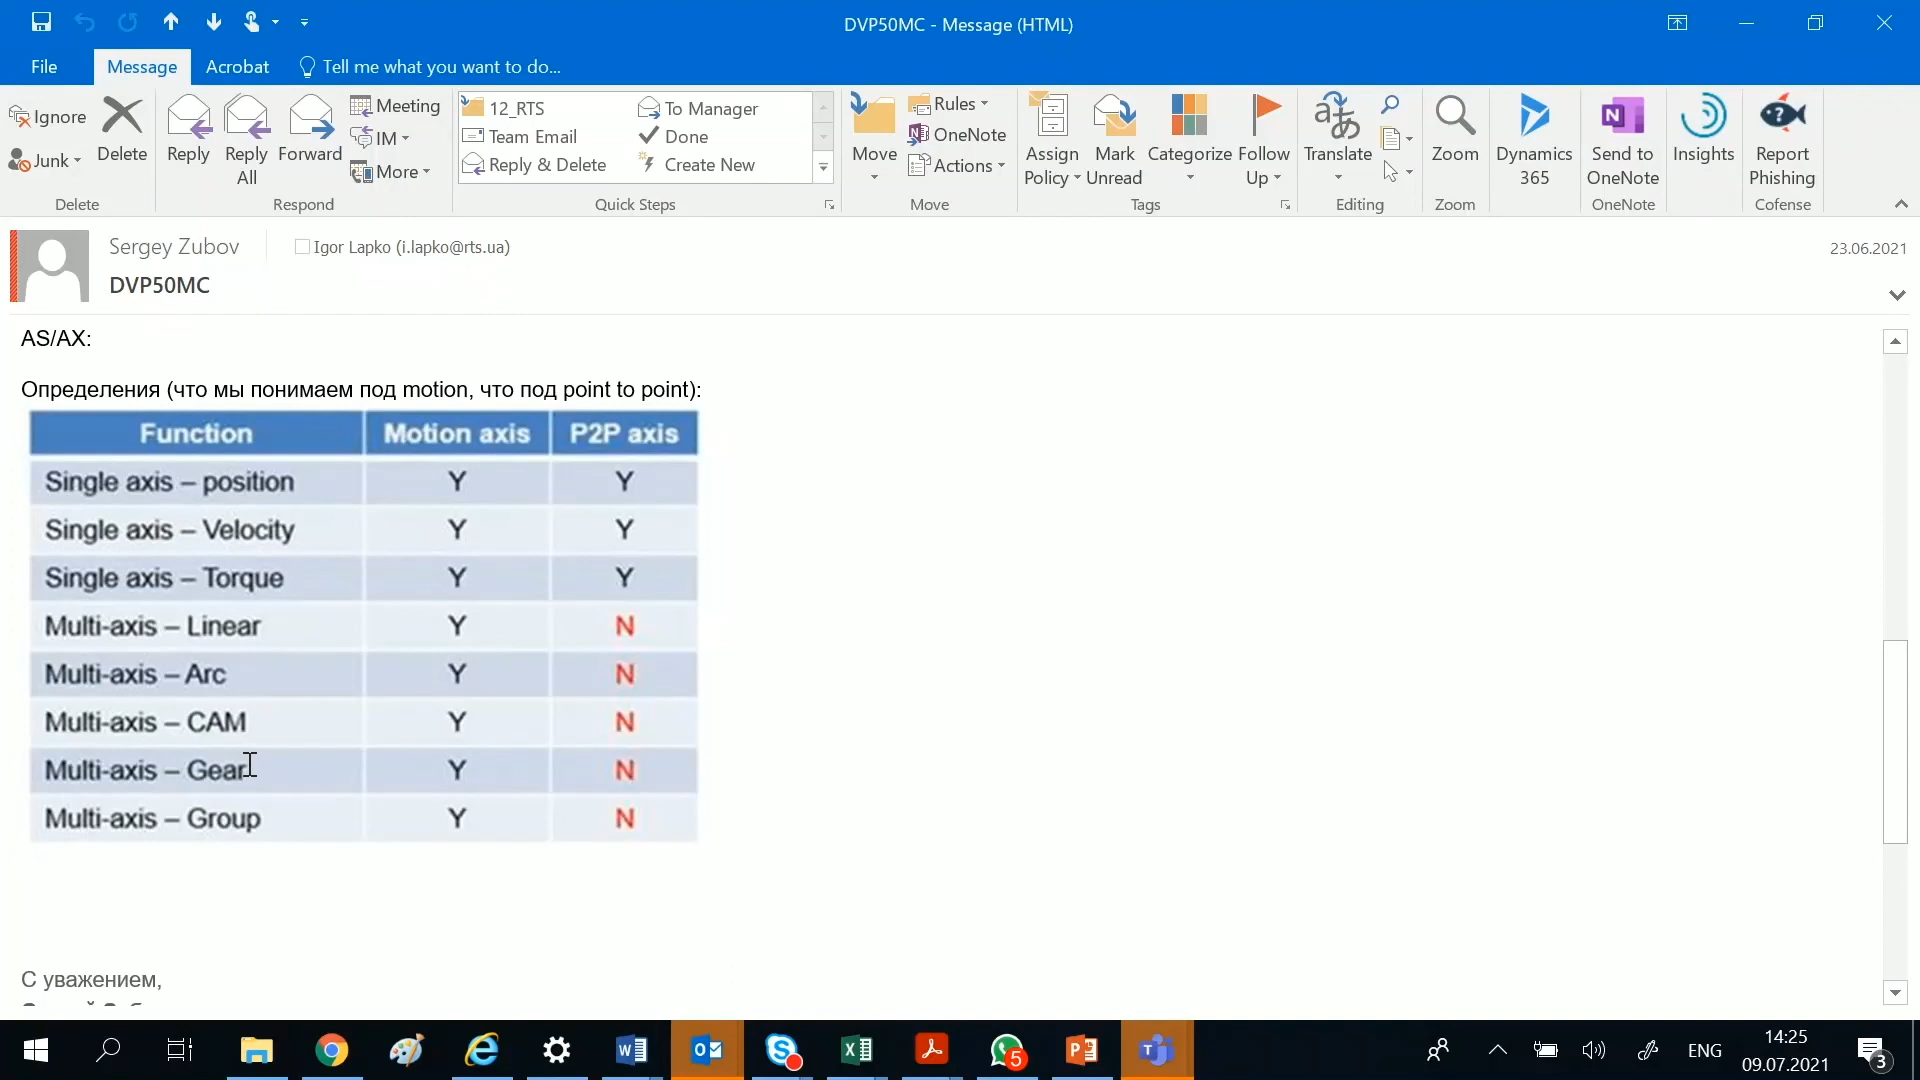 DVP50MC - Message (HTML)
File Message Acrobat Tell me what you want to do...
Ignore
Junk
Delete
Delete
Reply
Reply All
Forward
Meeting
IM
More
Respond
12_RTS
Team Email
Reply & Delete
To Manager
Done
Create New
Quick Steps
Move
Rules
OneNote
Actions
Move
Assign Policy
Mark Unread
Categorize
Follow Up
Tags
Translate
Editing
Zoom
Zoom
Dynamics 365
Send to OneNote
OneNote
Insights
Report Phishing
Cofense
Sergey Zubov Igor Lapko (i.lapko@rts.ua) 23.06.2021
DVP50MC
AS/AX:
Определения (что мы понимаем под motion, что под point to point):
Function Motion axis P2P axis
Single axis – position Y Y
Single axis – Velocity Y Y
Single axis – Torque Y Y
Multi-axis – Linear Y N
Multi-axis – Arc Y N
Multi-axis – CAM Y N
Multi-axis – Gear Y N
Multi-axis – Group Y N
С уважением,
5
ENG
14:25
09.07.2021
3